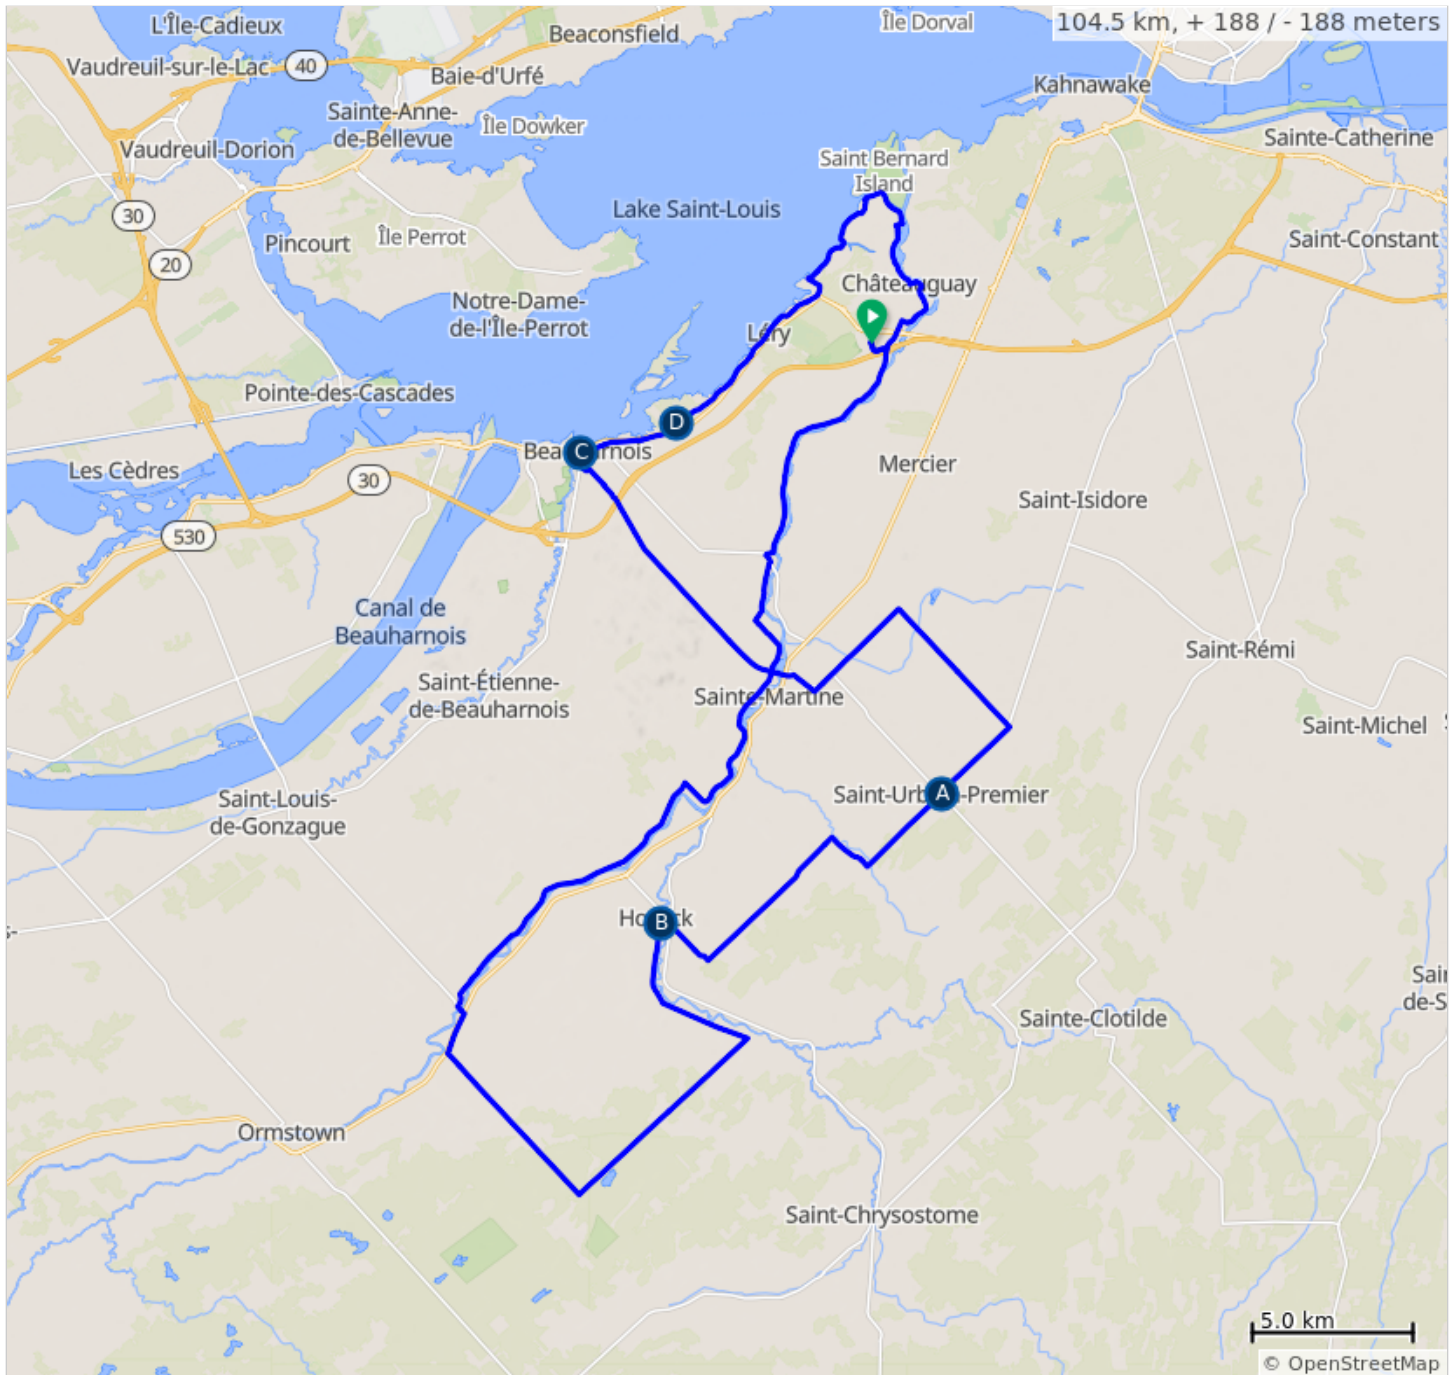 L'Île-Cadieux
Île Dorval
104.5 km, + 188 / - 188 meters
Beaconsfield
Vaudreuil-sur-le-Lac
40
Baie-d'Urfé
Kahnawake
Sainte-Anne-
de-Bellevue
Île Dowker
Sainte-Catherine
Vaudreuil-Dorion
Saint Bernard
Island
30
Lake Saint-Louis
Pincourt
Île Perrot
Saint-Constant
20
Châteauguay
Notre-Dame-
de-l'Île-Perrot
Léry
Pointe-des-Cascades
D
C
Mercier
Les Cèdres
30
Saint-Isidore
530
Canal de
Beauharnois
Saint-Rémi
Saint-Étienne-
de-Beauharnois
Sainte-Martine
Saint-Michel
A
Saint-Louis-
de-Gonzague
B
s-
Sainte-Clotilde
Sai
de-S
Ormstown
Saint-Chrysostome
5.0 km
© OpenStreetMap